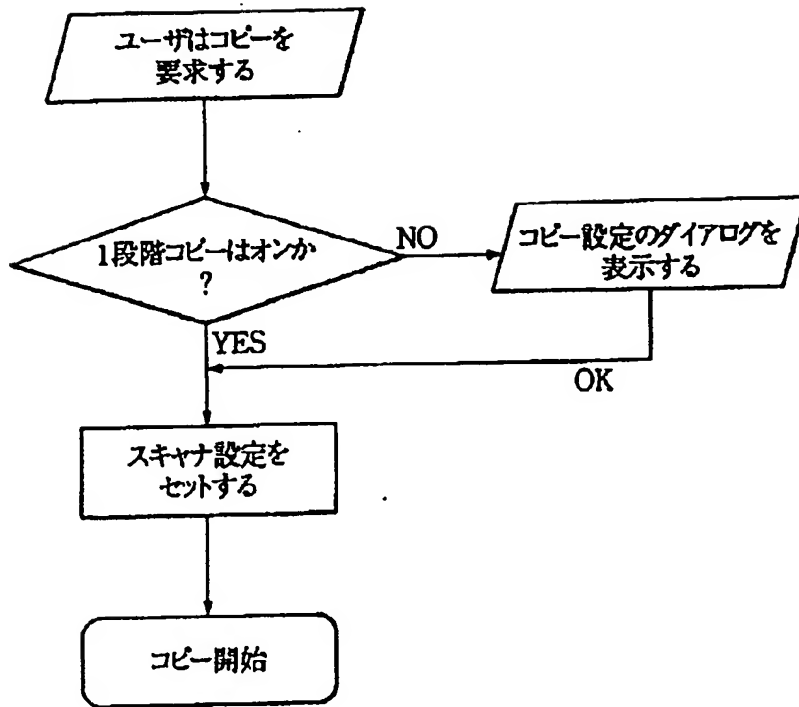 ユーザはコピーを
要求する
1段階コピーはオンか
?
NO
コピー設定のダイアログを
表示する
YES
OK
スキャナ設定を
セットする
コピー開始